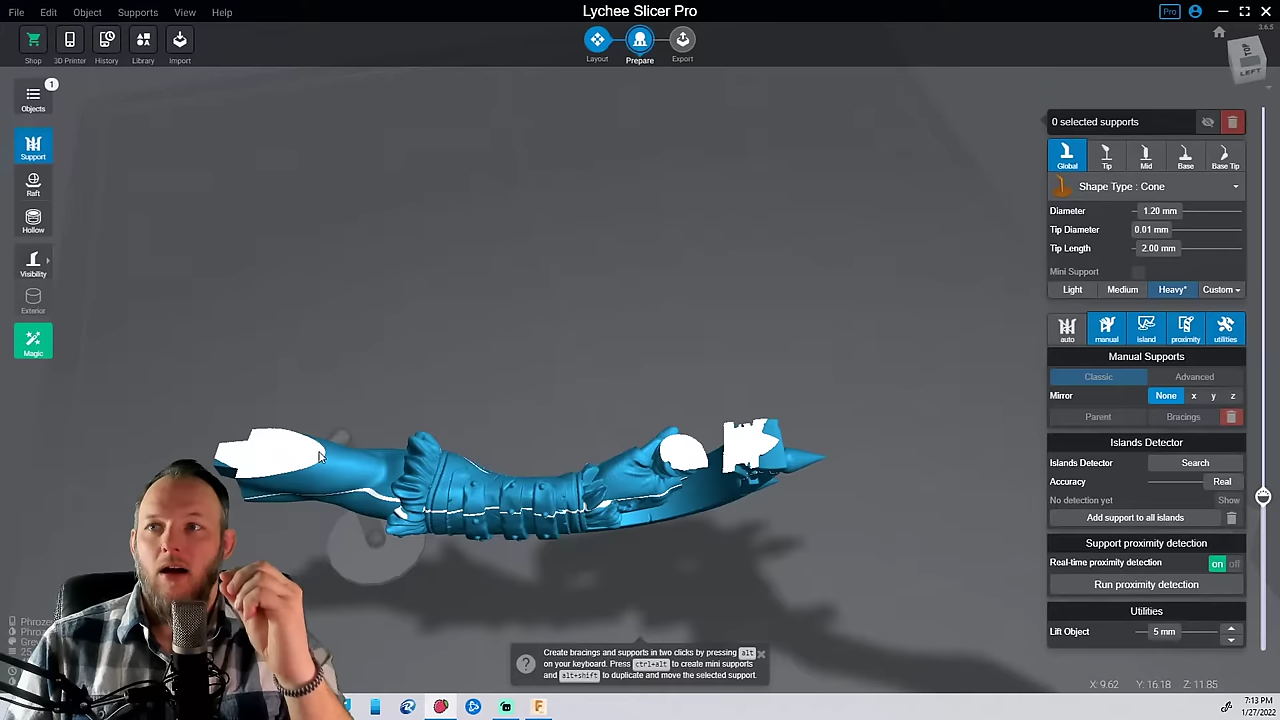 File Edit Object Supports View Help
Lychee Slicer Pro
Pro
3.6.5
Shop 3D Printer History Library Import
Layout Prepare Export
TOP
LEFT
1
Objects
Support
Raft
Hollow
Visibility
Exterior
Magic
0 selected supports
Global Tip Mid Base Base Tip
Shape Type : Cone
Diameter 1.20 mm
Tip Diameter 0.01 mm
Tip Length 2.00 mm
Mini Support
Light Medium Heavy* Custom
auto manual island proximity utilities
Manual Supports
Classic Advanced
Mirror None x y z
Parent Bracings
Islands Detector
Islands Detector Search
Accuracy Real
No detection yet Show
Add support to all islands
Support proximity detection
Real-time proximity detection on off
Run proximity detection
Utilities
Lift Object 5 mm
?
Create bracings and supports in two clicks by pressing alt
on your keyboard. Press ctrl+alt to create mini supports
and alt+shift to duplicate and move the selected support.
X: 9.62 Y: 16.18 Z: 11.85
7:13 PM
1/27/2022